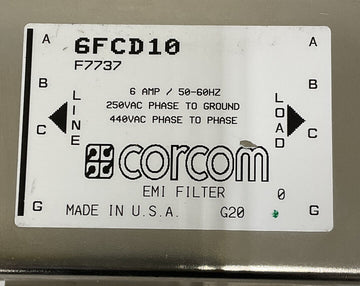 A 6FCD10 A
F7737
B B
6 AMP / 50-60HZ
250VAC PHASE TO GROUND
440VAC PHASE TO PHASE
LINE
LOAD
C C
corcom
EMI FILTER 0
G MADE IN U.S.A. G20 G